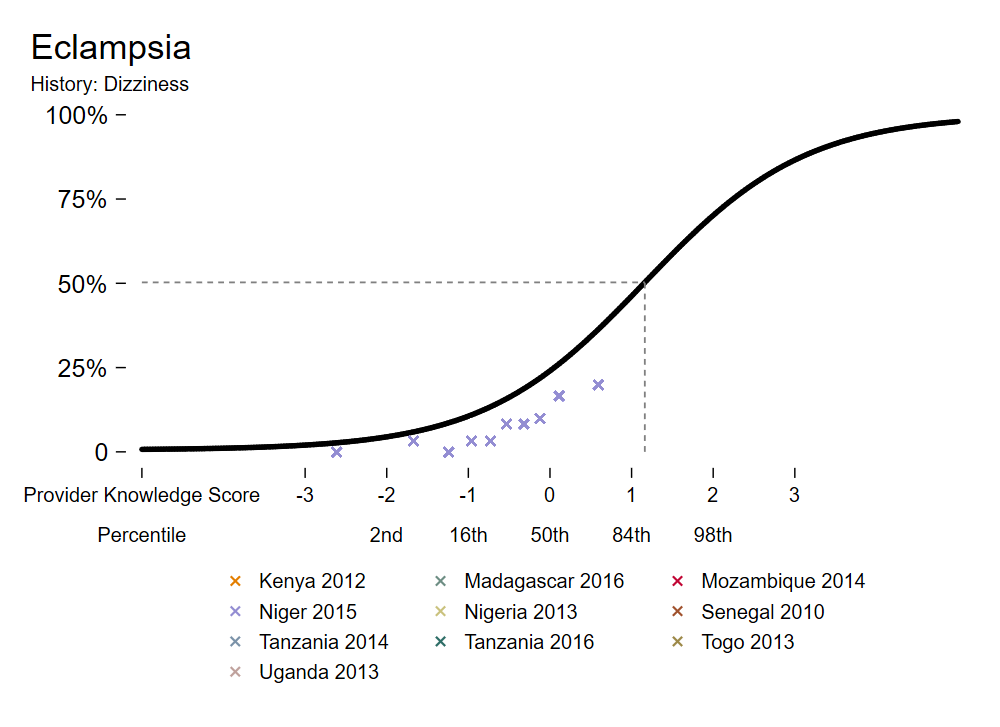 Eclampsia
History: Dizziness
100%
75%
50%
25%
0
Provider Knowledge Score -3 -2 -1 0 1 2 3
Percentile 2nd 16th 50th 84th 98th
Kenya 2012 Madagascar 2016 Mozambique 2014
Niger 2015 Nigeria 2013 Senegal 2010
Tanzania 2014 Tanzania 2016 Togo 2013
Uganda 2013